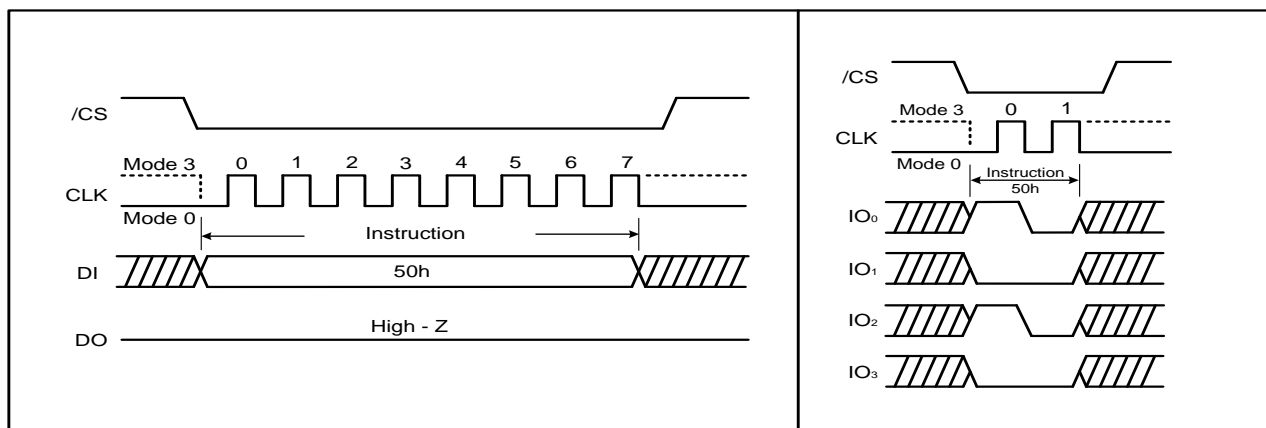 /CS
Mode 3
0 1 2 3 4 5 6 7
CLK
Mode 0
Instruction
DI
50h
High - Z
DO
/CS
Mode 3
0 1
CLK
Mode 0
Instruction
50h
IO₀
IO₁
IO₂
IO₃